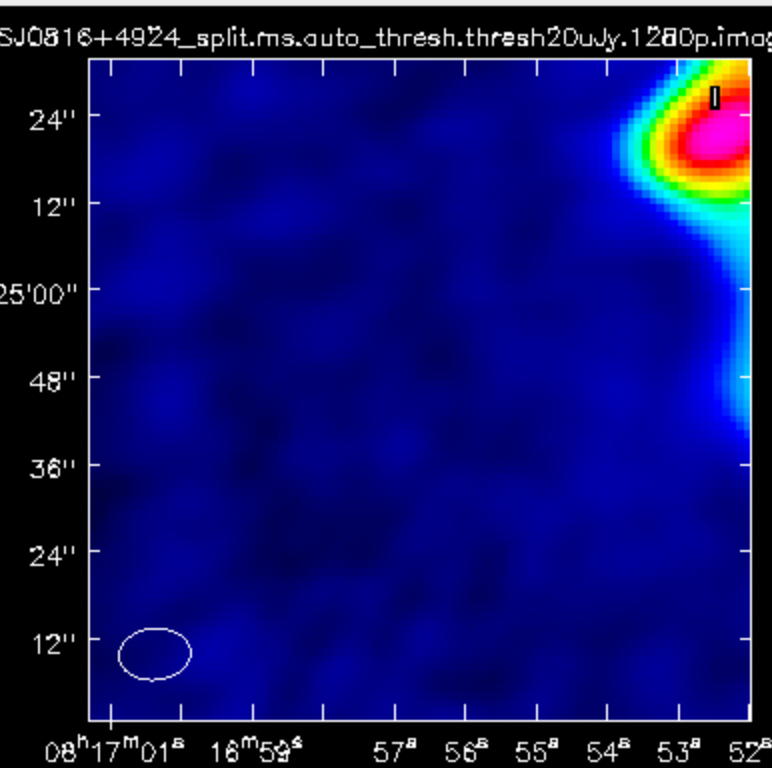 SJ0816+4924_split.ms.auto_thresh.thresh20uJy.1280p.imag
I
24"
12"
25'00"
48"
36"
24"
12"
08ʰ17ᵐ01ˢ 16ᵐ59ˢ 57ˢ 56ˢ 55ˢ 54ˢ 53ˢ 52ˢ